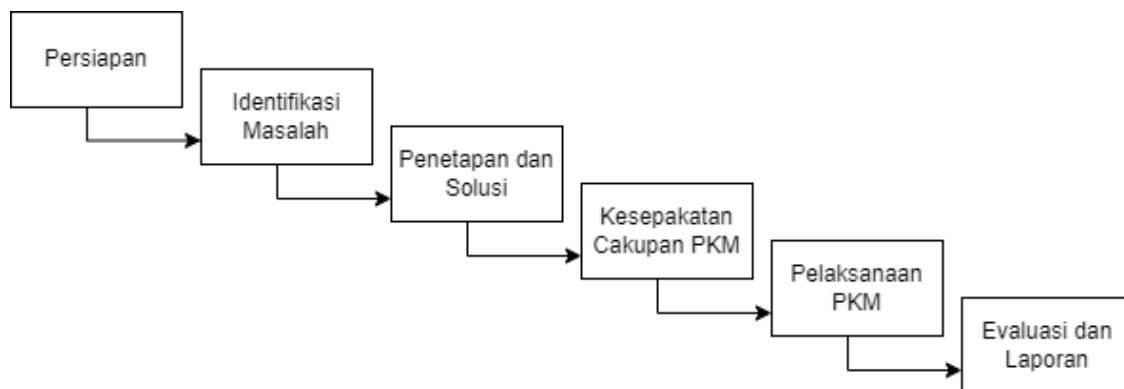 Persiapan
Identifikasi
Masalah
Penetapan dan
Solusi
Kesepakatan
Cakupan PKM
Pelaksanaan
PKM
Evaluasi dan
Laporan